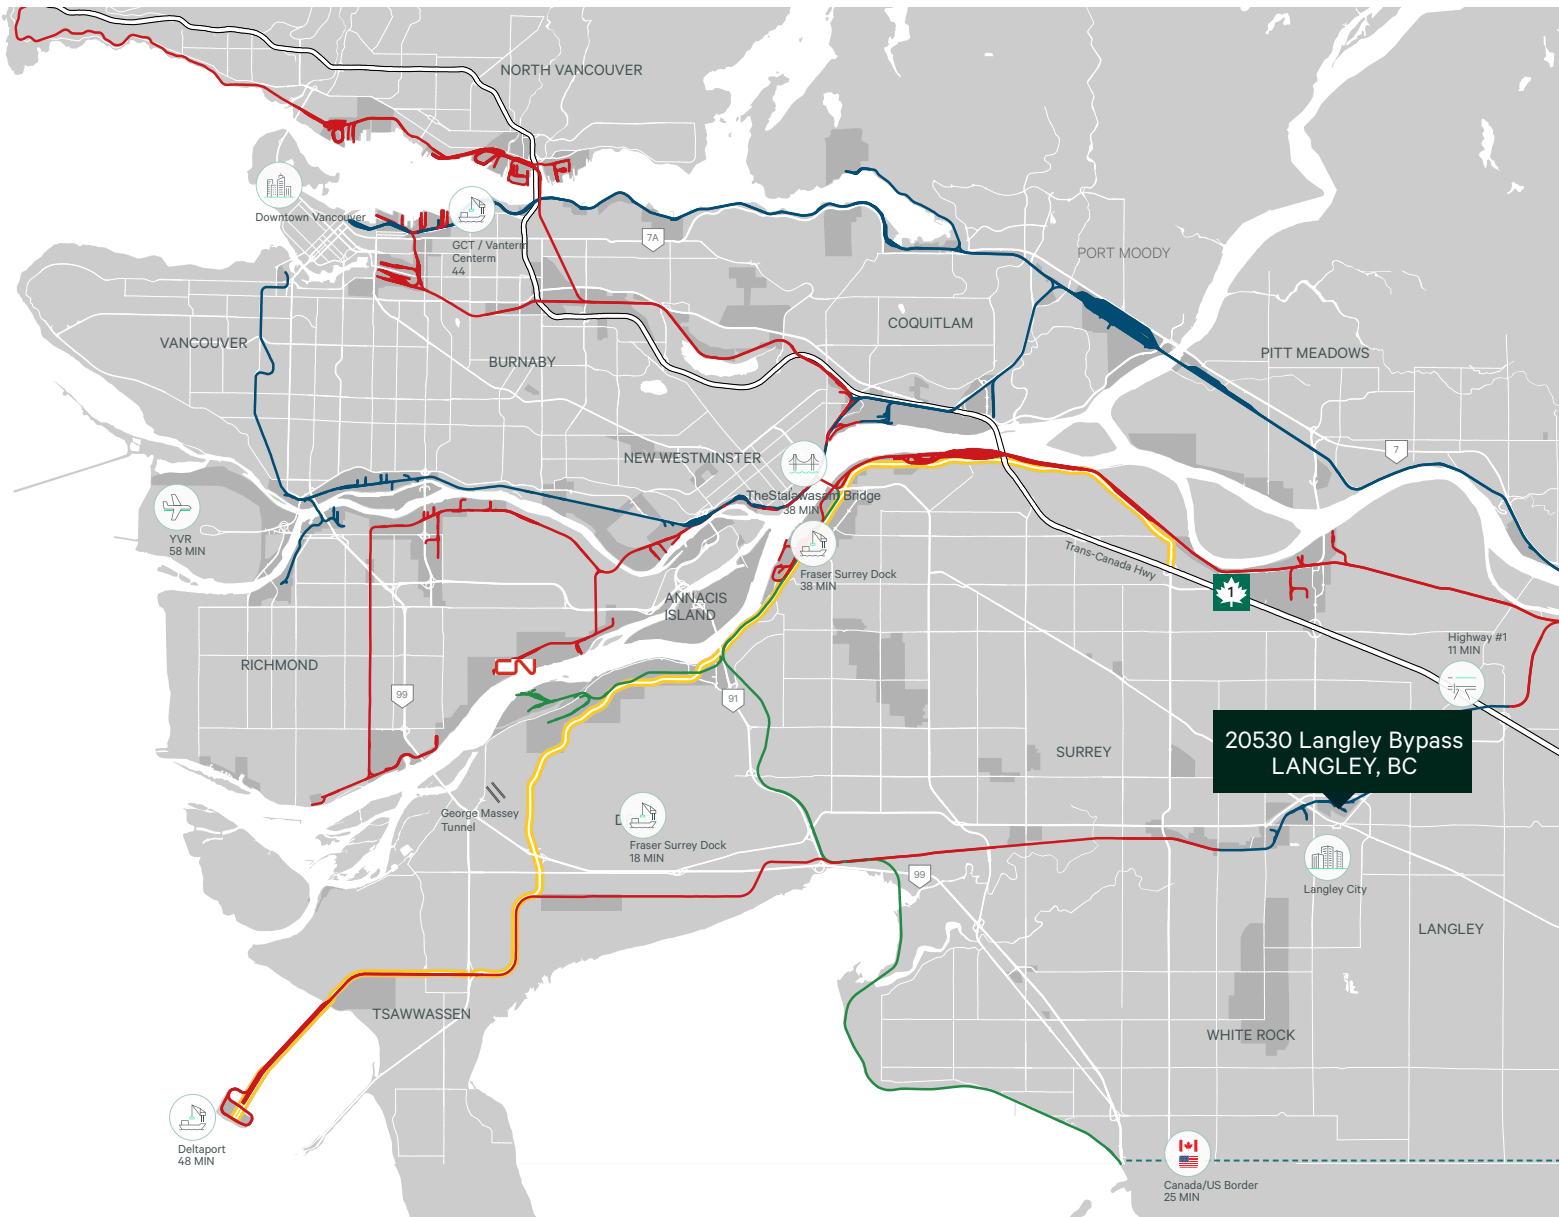 NORTH VANCOUVER
Downtown Vancouver
GCT / Vanterm
Centerm
44
7A
PORT MOODY
VANCOUVER
COQUITLAM
BURNABY
PITT MEADOWS
NEW WESTMINSTER
7
TheStalawasam Bridge
38 MIN
YVR
58 MIN
Trans-Canada Hwy
Fraser Surrey Dock
38 MIN
1
ANNACIS
ISLAND
Highway #1
11 MIN
RICHMOND
CN
99
91
20530 Langley Bypass
LANGLEY, BC
SURREY
George Massey
Tunnel
Fraser Surrey Dock
18 MIN
99
Langley City
LANGLEY
TSAWWASSEN
WHITE ROCK
Deltaport
48 MIN
Canada/US Border
25 MIN